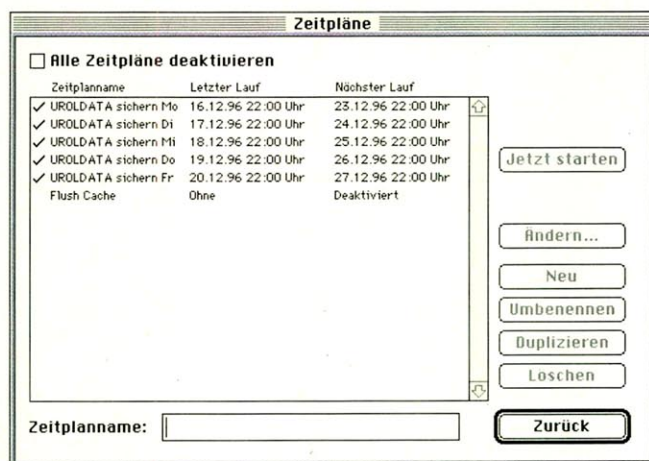 Zeitpläne
Alle Zeitpläne deaktivieren
Zeitplanname Letzter Lauf Nächster Lauf
✓ UROLDATA sichern Mo 16.12.96 22:00 Uhr 23.12.96 22:00 Uhr
✓ UROLDATA sichern Di 17.12.96 22:00 Uhr 24.12.96 22:00 Uhr
✓ UROLDATA sichern Mi 18.12.96 22:00 Uhr 25.12.96 22:00 Uhr
✓ UROLDATA sichern Do 19.12.96 22:00 Uhr 26.12.96 22:00 Uhr
✓ UROLDATA sichern Fr 20.12.96 22:00 Uhr 27.12.96 22:00 Uhr
Flush Cache Ohne Deaktiviert
Jetzt starten
Ändern...
Neu
Umbenennen
Duplizieren
Löschen
Zeitplanname:
Zurück